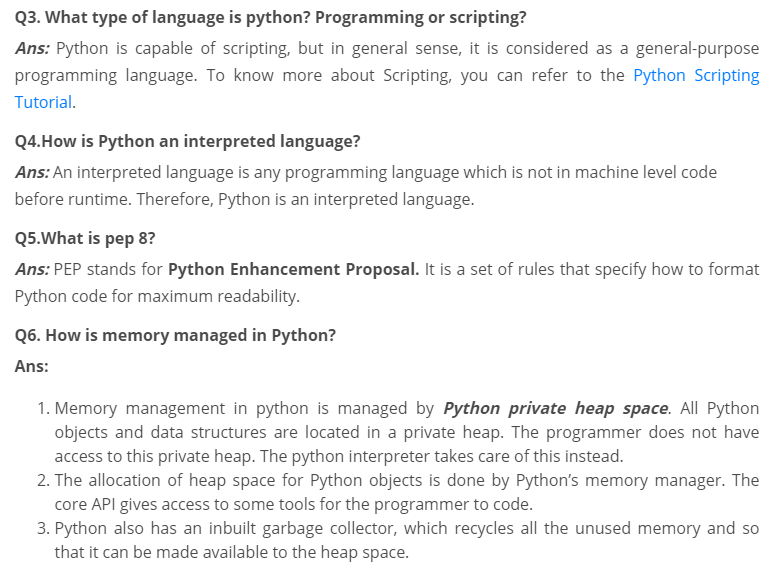 Q3. What type of language is python? Programming or scripting?
Ans: Python is capable of scripting, but in general sense, it is considered as a general-purpose
programming language. To know more about Scripting, you can refer to the Python Scripting
Tutorial.
Q4.How is Python an interpreted language?
Ans: An interpreted language is any programming language which is not in machine level code
before runtime. Therefore, Python is an interpreted language.
Q5.What is pep 8?
Ans: PEP stands for Python Enhancement Proposal. It is a set of rules that specify how to format
Python code for maximum readability.
Q6. How is memory managed in Python?
Ans:
1. Memory management in python is managed by Python private heap space. All Python
objects and data structures are located in a private heap. The programmer does not have
access to this private heap. The python interpreter takes care of this instead.
2. The allocation of heap space for Python objects is done by Python’s memory manager. The
core API gives access to some tools for the programmer to code.
3. Python also has an inbuilt garbage collector, which recycles all the unused memory and so
that it can be made available to the heap space.